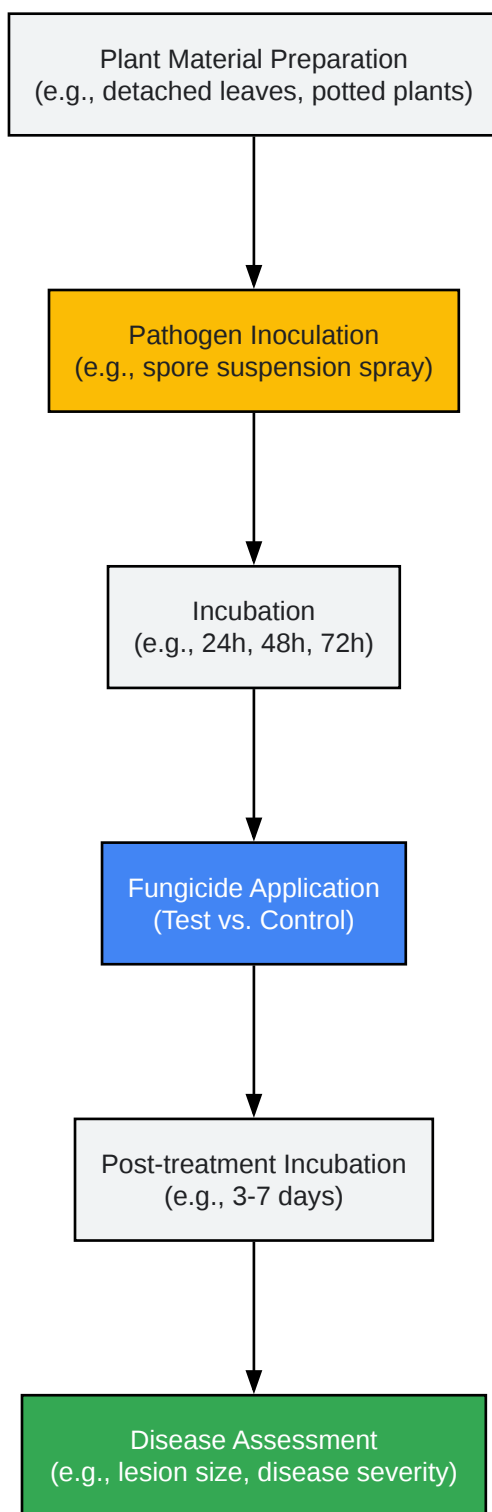 Plant Material Preparation
(e.g., detached leaves, potted plants)
Pathogen Inoculation
(e.g., spore suspension spray)
Incubation
(e.g., 24h, 48h, 72h)
Fungicide Application
(Test vs. Control)
Post-treatment Incubation
(e.g., 3-7 days)
Disease Assessment
(e.g., lesion size, disease severity)